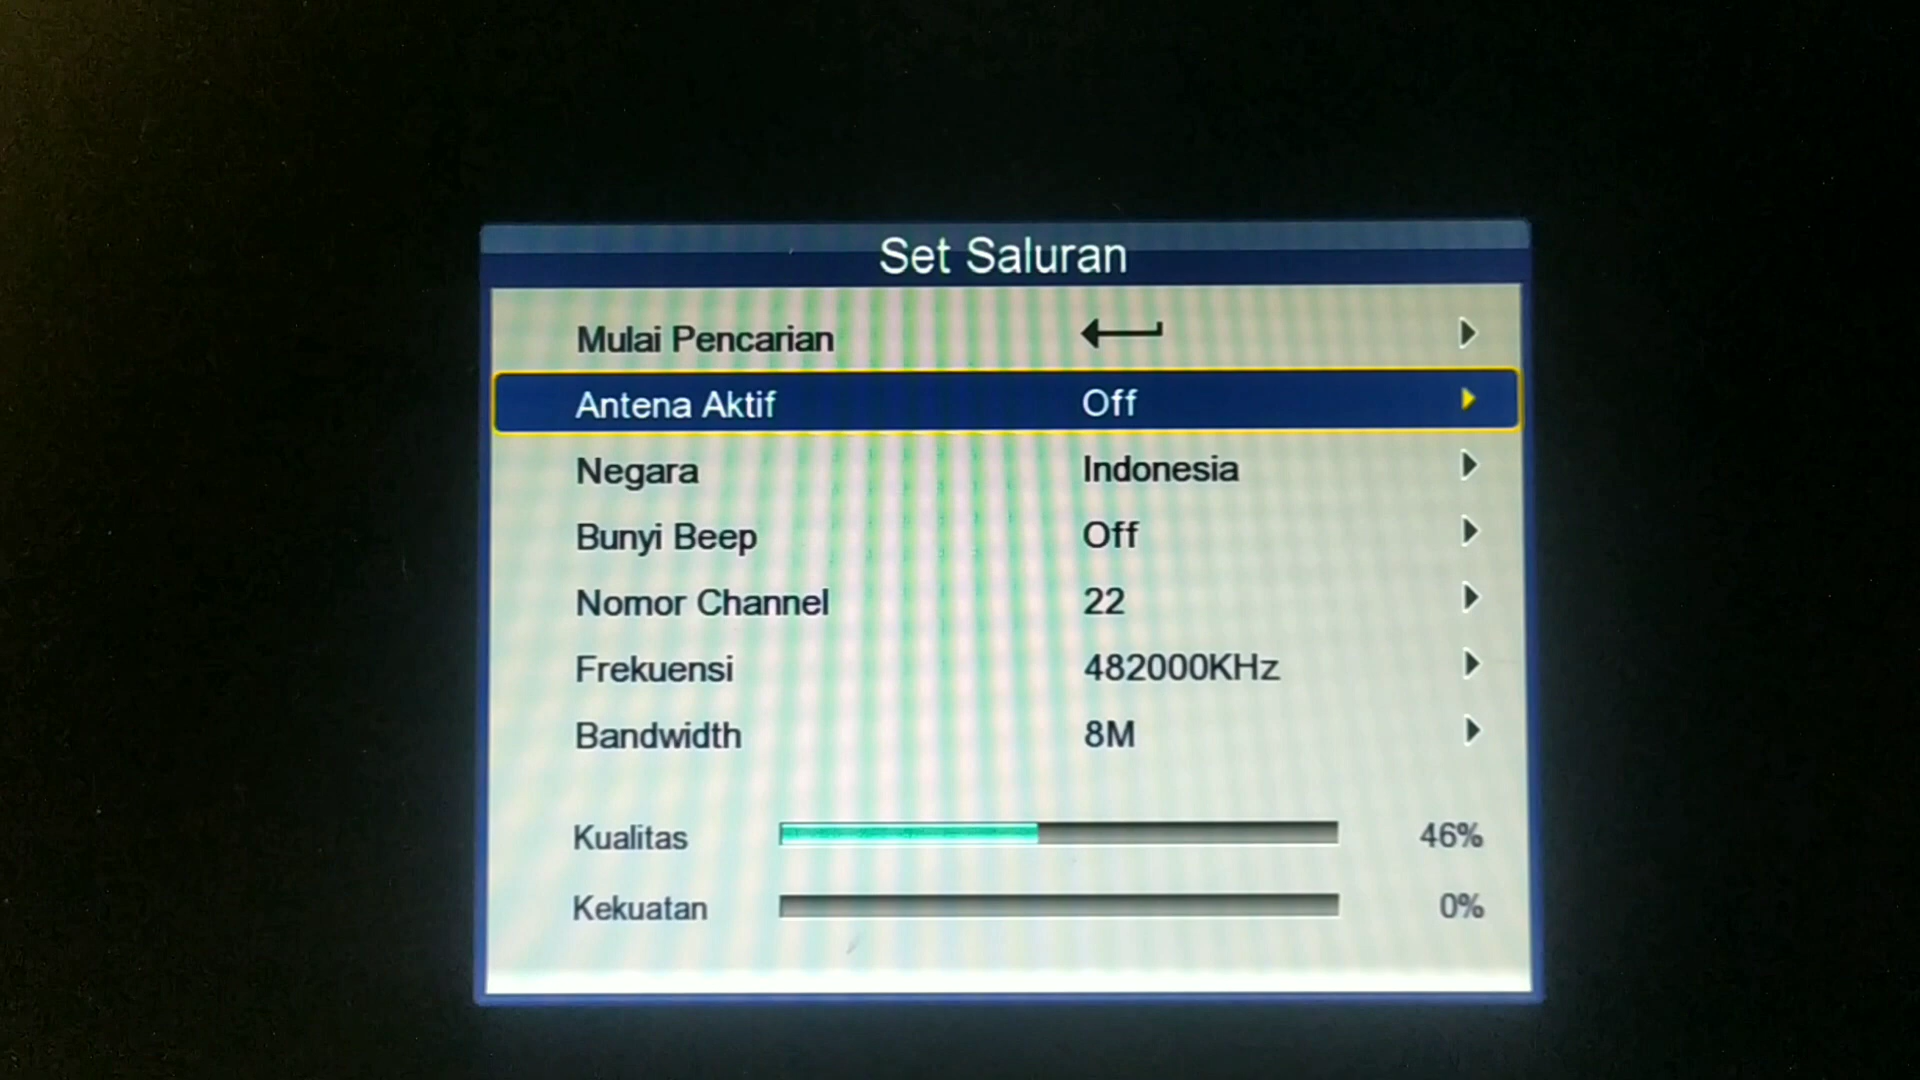 Set Saluran
Mulai Pencarian
Antena Aktif Off
Negara Indonesia
Bunyi Beep Off
Nomor Channel 22
Frekuensi 482000KHz
Bandwidth 8M
Kualitas 46%
Kekuatan 0%